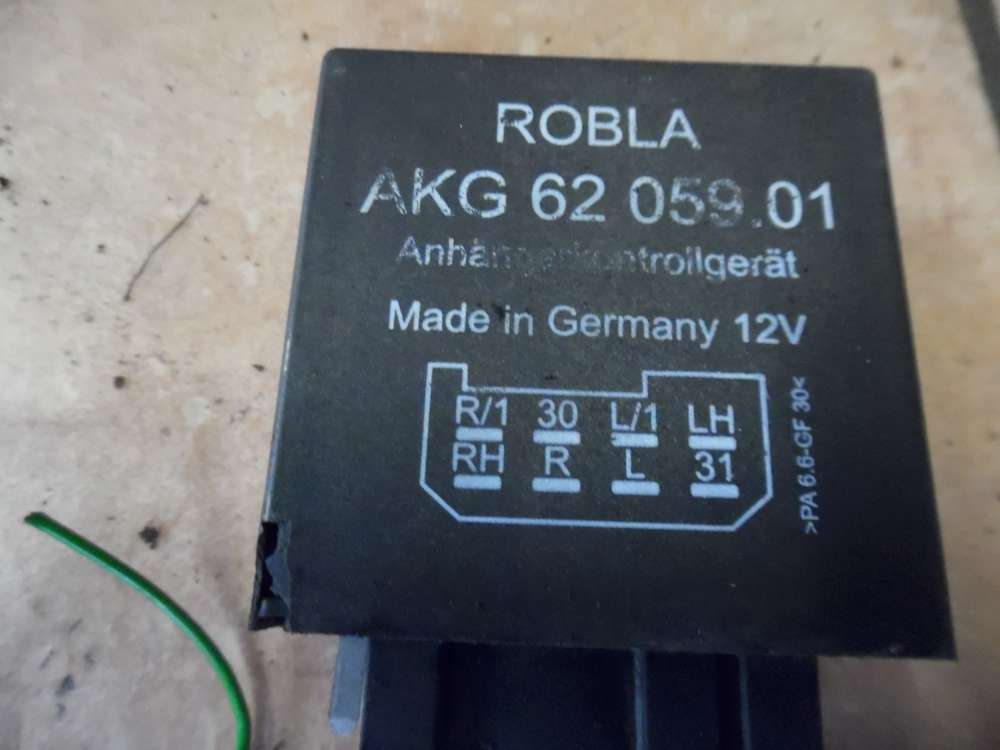 ROBLA
AKG 62 059.01
Anhängerkontrollgerät
Made in Germany 12V
R/1 30 L/1 LH
RH R L 31
>PA 6.6-GF 30<